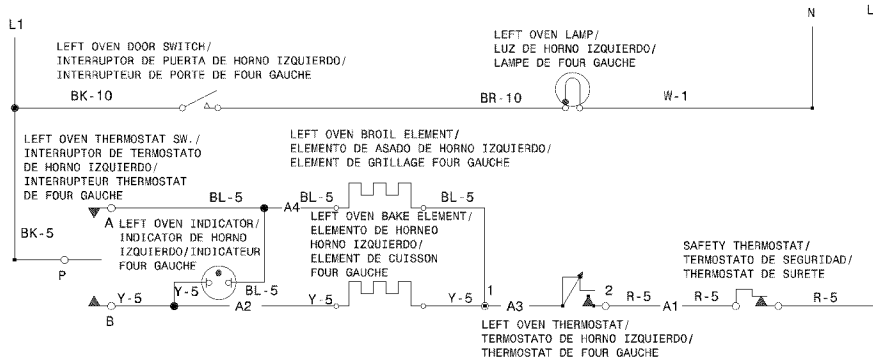 L1
N
L
LEFT OVEN DOOR SWITCH/
INTERRUPTOR DE PUERTA DE HORNO IZQUIERDO/
INTERRUPTEUR DE PORTE DE FOUR GAUCHE
LEFT OVEN LAMP/
LUZ DE HORNO IZQUIERDO/
LAMPE DE FOUR GAUCHE
BK-10
BR-10
W-1
LEFT OVEN THERMOSTAT SW./
INTERRUPTOR DE TERMOSTATO
DE HORNO IZQUIERDO/
INTERRUPTEUR THERMOSTAT
DE FOUR GAUCHE
LEFT OVEN BROIL ELEMENT/
ELEMENTO DE ASADO DE HORNO IZQUIERDO/
ELEMENT DE GRILLAGE FOUR GAUCHE
BL-5
A4
BL-5
BL-5
A
LEFT OVEN INDICATOR/
INDICATOR DE HORNO
IZQUIERDO/INDICATEUR
FOUR GAUCHE
LEFT OVEN BAKE ELEMENT/
ELEMENTO DE HORNEO
HORNO IZQUIERDO/
ELEMENT DE CUISSON
FOUR GAUCHE
BK-5
P
SAFETY THERMOSTAT/
TERMOSTATO DE SEGURIDAD/
THERMOSTAT DE SURETE
Y-5
BL-5
B
Y-5
A2
Y-5
Y-5
1
A3
2
R-5
A1
R-5
R-5
LEFT OVEN THERMOSTAT/
TERMOSTATO DE HORNO IZQUIERDO/
THERMOSTAT DE FOUR GAUCHE